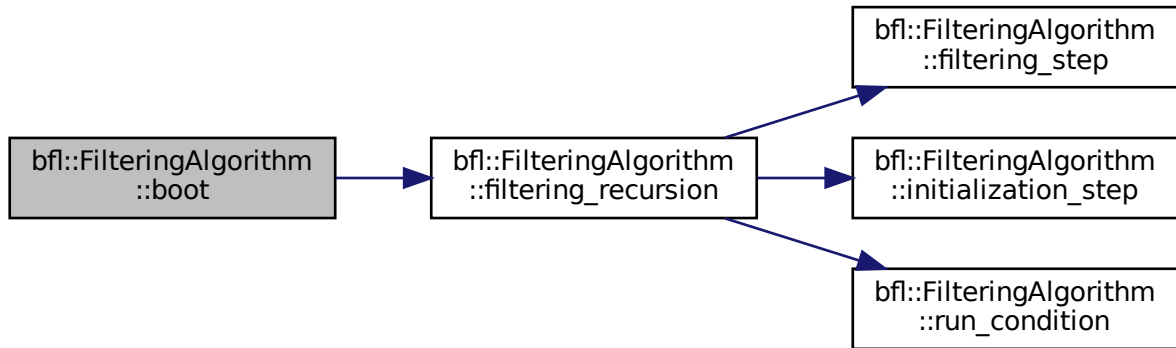 bfl::FilteringAlgorithm
::boot
bfl::FilteringAlgorithm
::filtering_recursion
bfl::FilteringAlgorithm
::filtering_step
bfl::FilteringAlgorithm
::initialization_step
bfl::FilteringAlgorithm
::run_condition